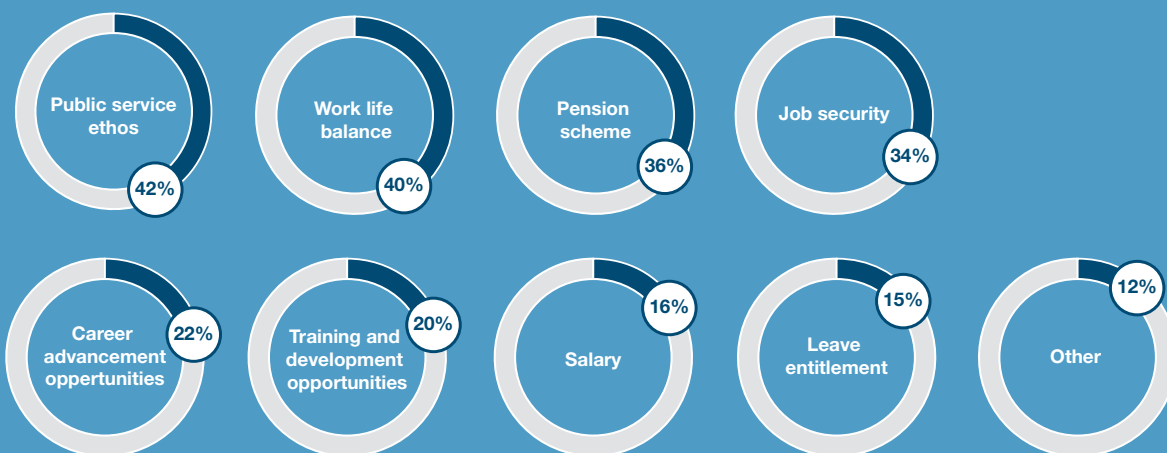 Public service
ethos
42%
Work life
balance
40%
Pension
scheme
36%
Job security
34%
Career
advancement
oppertunities
22%
Training and
development
opportunities
20%
Salary
16%
Leave
entitlement
15%
Other
12%